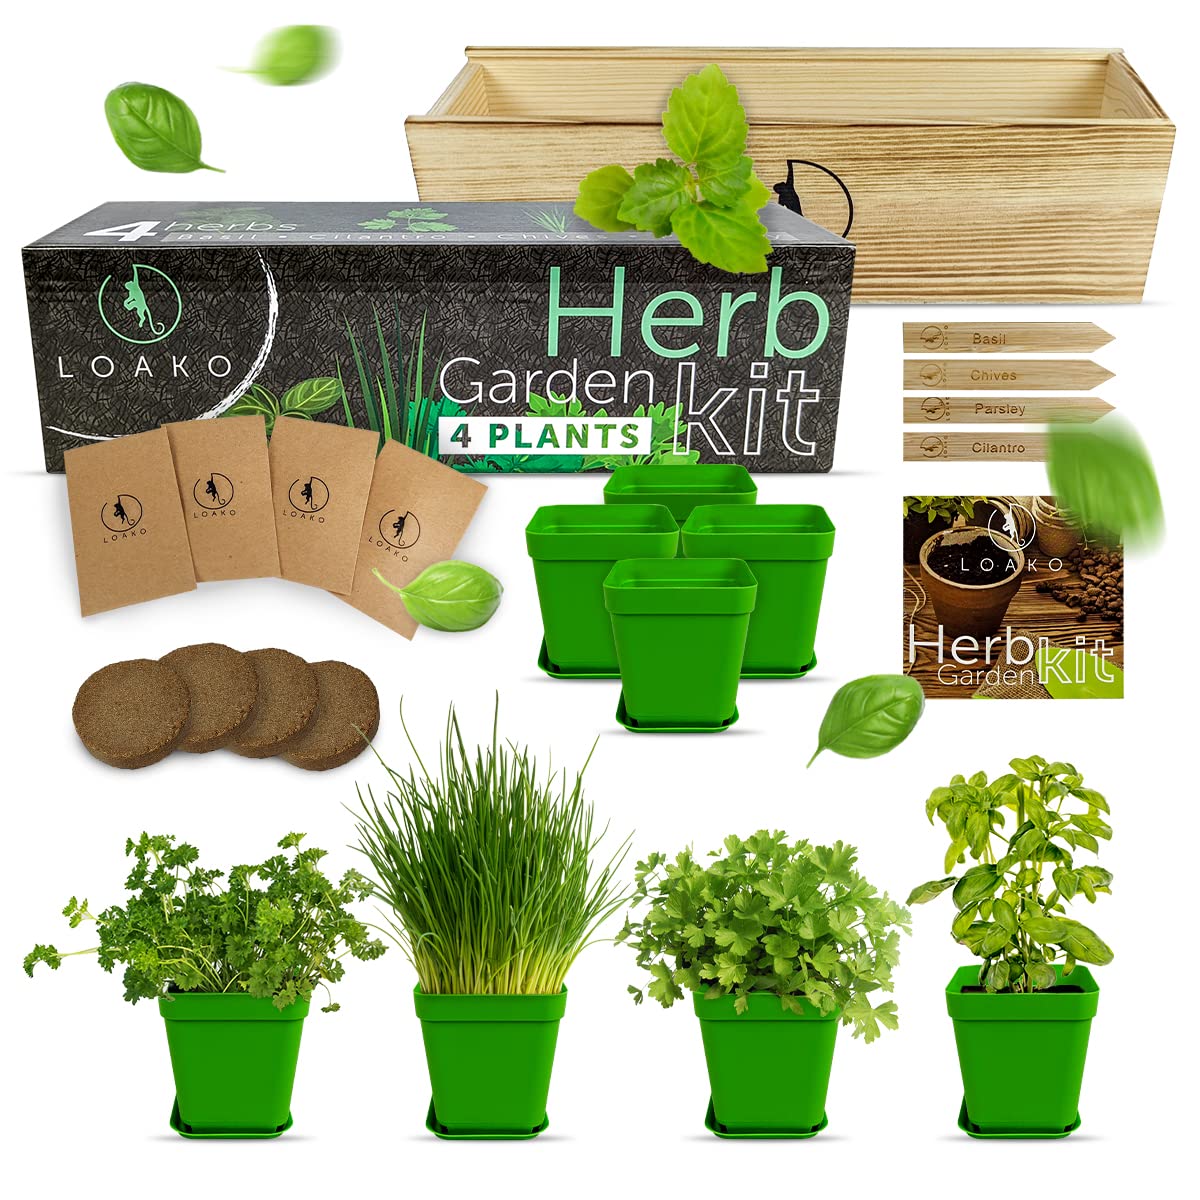 4 herbs
Basil • Cilantro • Chives •
LOAKO
Herb
Garden kit
4 PLANTS
LOAKO
LOAKO
LOAKO
LOAKO
Basil
Chives
Parsley
Cilantro
LOAKO
Herb
Garden kit